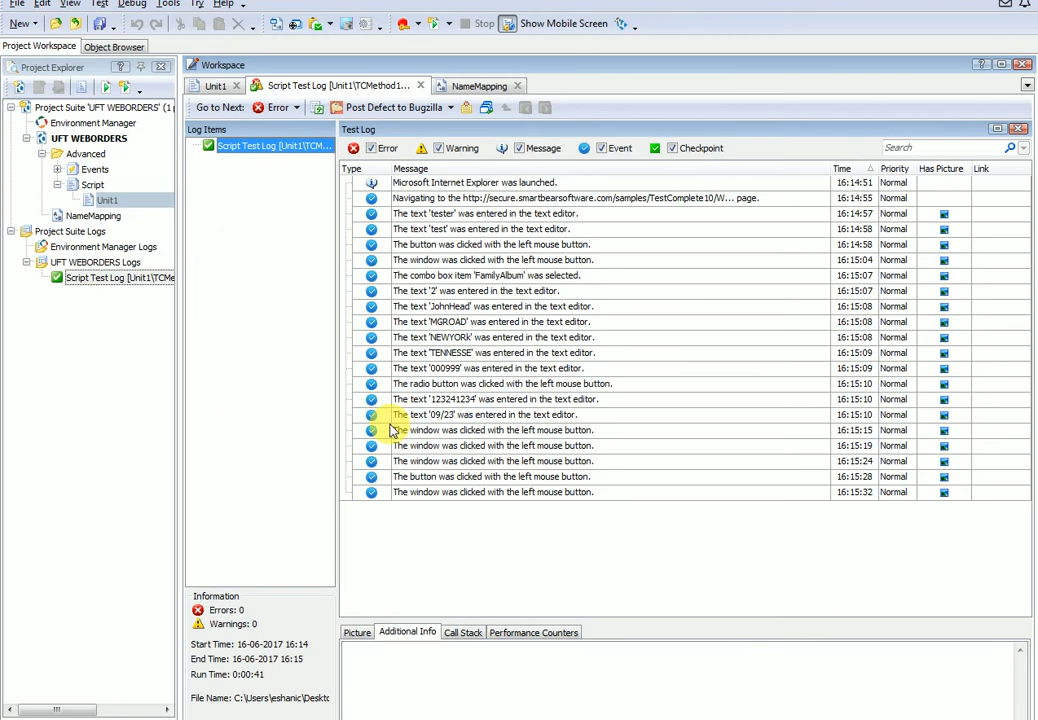 File Edit View Test Debug Tools Try Help
New Stop Show Mobile Screen
Project Workspace Object Browser
Project Explorer
Workspace
Unit1 Script Test Log [Unit1\TCMethod1... NameMapping
Go to Next: Error Post Defect to Bugzilla
Project Suite 'UFT WEBORDERS' (1 p
Environment Manager
UFT WEBORDERS
Advanced
Events
Script
Unit1
NameMapping
Project Suite Logs
Environment Manager Logs
UFT WEBORDERS Logs
Script Test Log [Unit1\TCMe
Log Items
Script Test Log [Unit1\TCM...
Test Log
Error Warning Message Event Checkpoint Search
Type Message Time Priority Has Picture Link
Microsoft Internet Explorer was launched. 16:14:51 Normal
Navigating to the http://secure.smartbearsoftware.com/samples/TestComplete10/W... page. 16:14:55 Normal
The text 'tester' was entered in the text editor. 16:14:57 Normal
The text 'test' was entered in the text editor. 16:14:58 Normal
The button was clicked with the left mouse button. 16:14:58 Normal
The window was clicked with the left mouse button. 16:15:04 Normal
The combo box item 'FamilyAlbum' was selected. 16:15:07 Normal
The text '2' was entered in the text editor. 16:15:07 Normal
The text 'JohnHead' was entered in the text editor. 16:15:08 Normal
The text 'MGROAD' was entered in the text editor. 16:15:08 Normal
The text 'NEWYORk' was entered in the text editor. 16:15:08 Normal
The text 'TENNESSE' was entered in the text editor. 16:15:09 Normal
The text '000999' was entered in the text editor. 16:15:09 Normal
The radio button was clicked with the left mouse button. 16:15:10 Normal
The text '123241234' was entered in the text editor. 16:15:10 Normal
The text '09/23' was entered in the text editor. 16:15:10 Normal
The window was clicked with the left mouse button. 16:15:15 Normal
The window was clicked with the left mouse button. 16:15:19 Normal
The window was clicked with the left mouse button. 16:15:24 Normal
The button was clicked with the left mouse button. 16:15:28 Normal
The window was clicked with the left mouse button. 16:15:32 Normal
Information
Errors: 0
Warnings: 0
Start Time: 16-06-2017 16:14
End Time: 16-06-2017 16:15
Run Time: 0:00:41
File Name: C:\Users\eshanic\Deskto
Picture Additional Info Call Stack Performance Counters